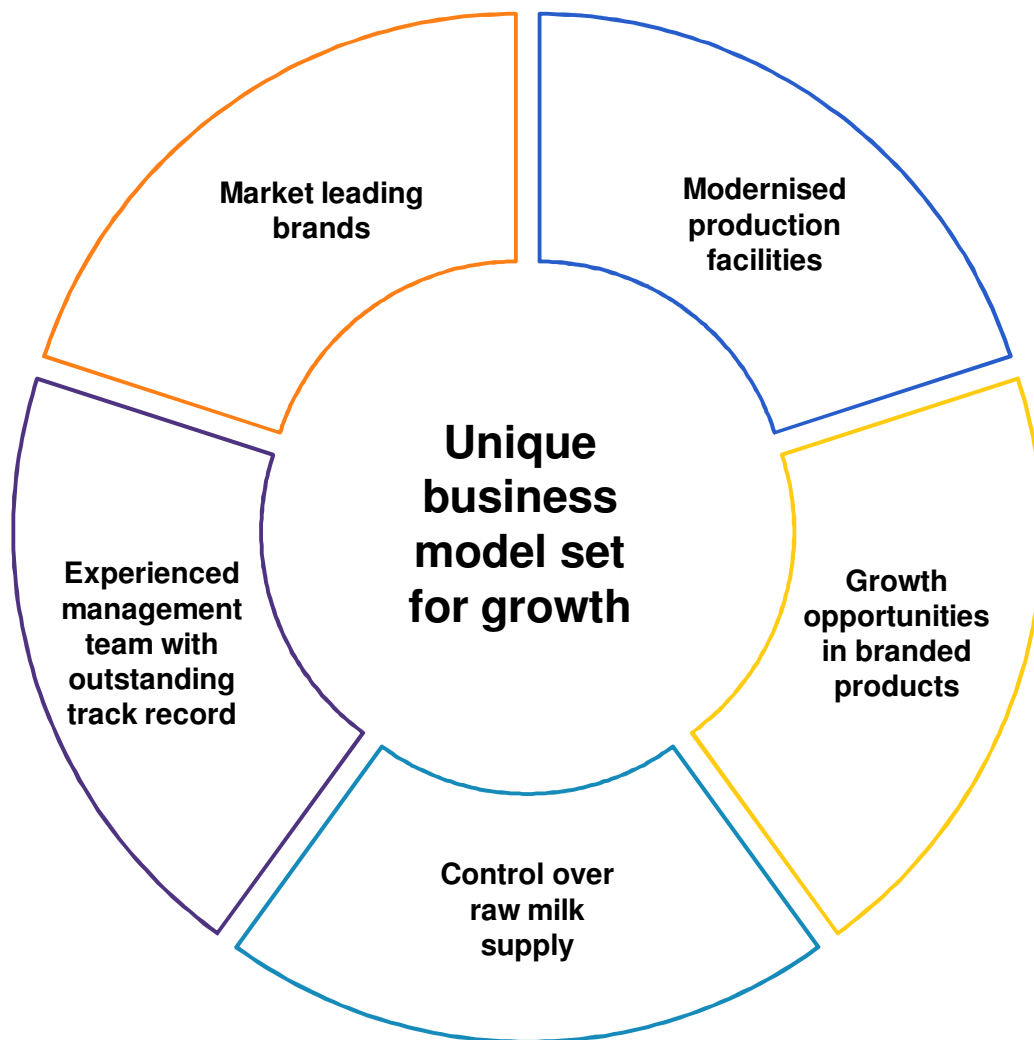 Market leading
brands
Modernised
production
facilities
Unique
business
model set
for growth
Experienced
management
team with
outstanding
track record
Growth
opportunities
in branded
products
Control over
raw milk
supply